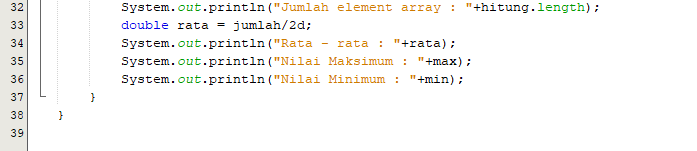 32 System.out.println("Jumlah element array : "+hitung.length);
33 double rata = jumlah/2d;
34 System.out.println("Rata - rata : "+rata);
35 System.out.println("Nilai Maksimum : "+max);
36 System.out.println("Nilai Minimum : "+min);
37 }
38 }
39